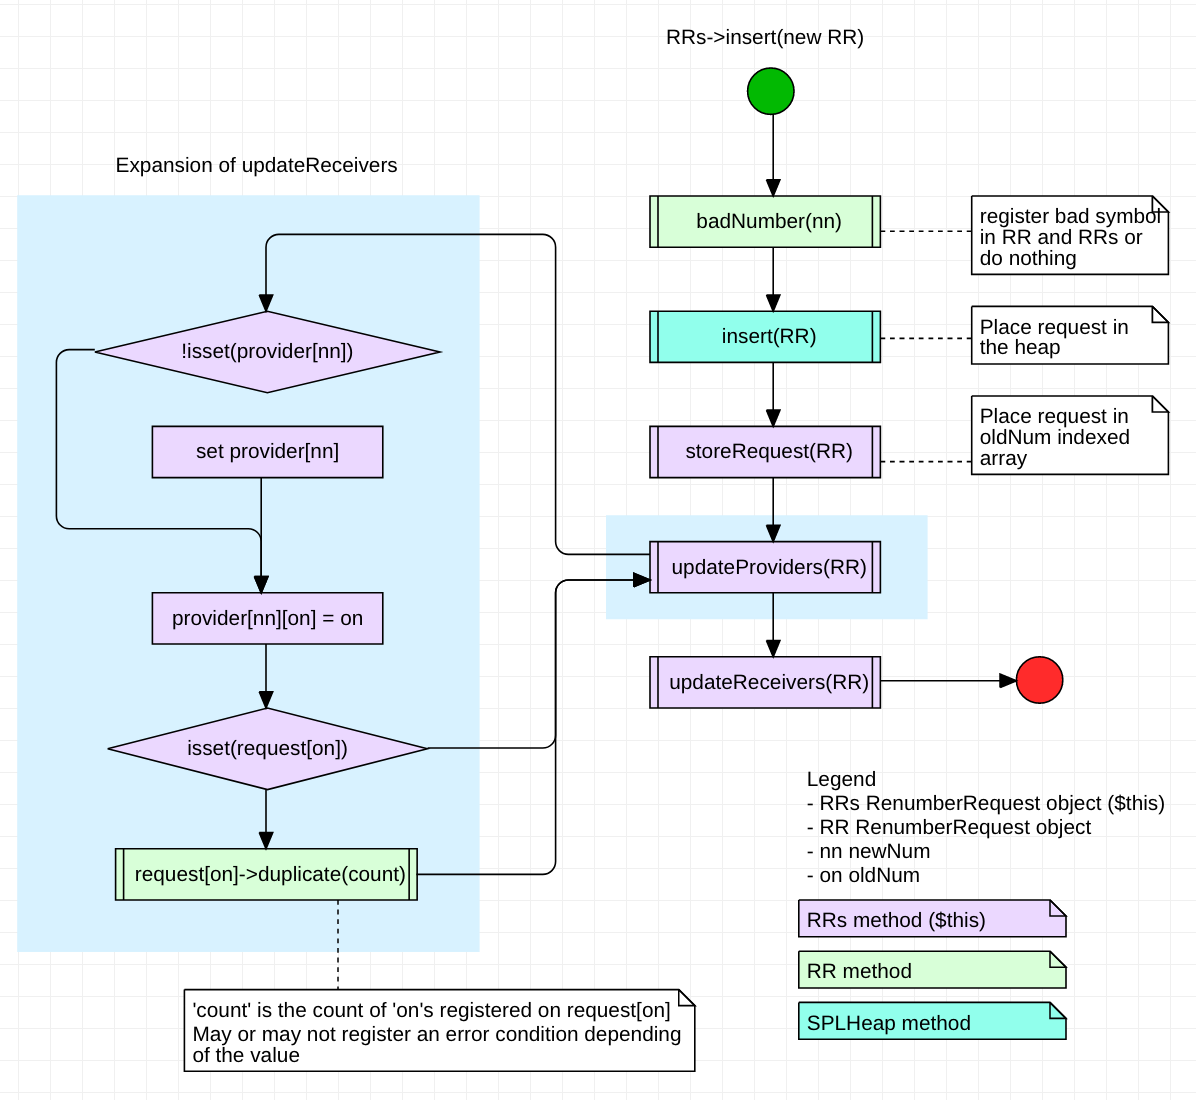 RRs->insert(new RR)
Expansion of updateReceivers
badNumber(nn)
register bad symbol
in RR and RRs or
do nothing
!isset(provider[nn])
insert(RR)
Place request in
the heap
set provider[nn]
storeRequest(RR)
Place request in
oldNum indexed
array
updateProviders(RR)
provider[nn][on] = on
updateReceivers(RR)
isset(request[on])
request[on]->duplicate(count)
Legend
- RRs RenumberRequest object ($this)
- RR RenumberRequest object
- nn newNum
- on oldNum
RRs method ($this)
RR method
SPLHeap method
'count' is the count of 'on's registered on request[on]
May or may not register an error condition depending
of the value